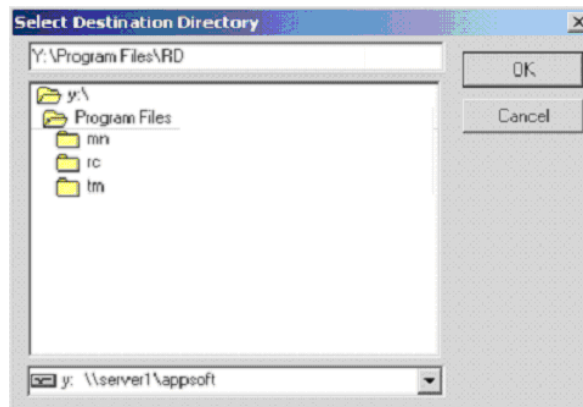 Select Destination Directory
Y:\Program Files\RD
OK
y:\
Program Files
Cancel
mn
rc
tm
y: \\server1\appsoft